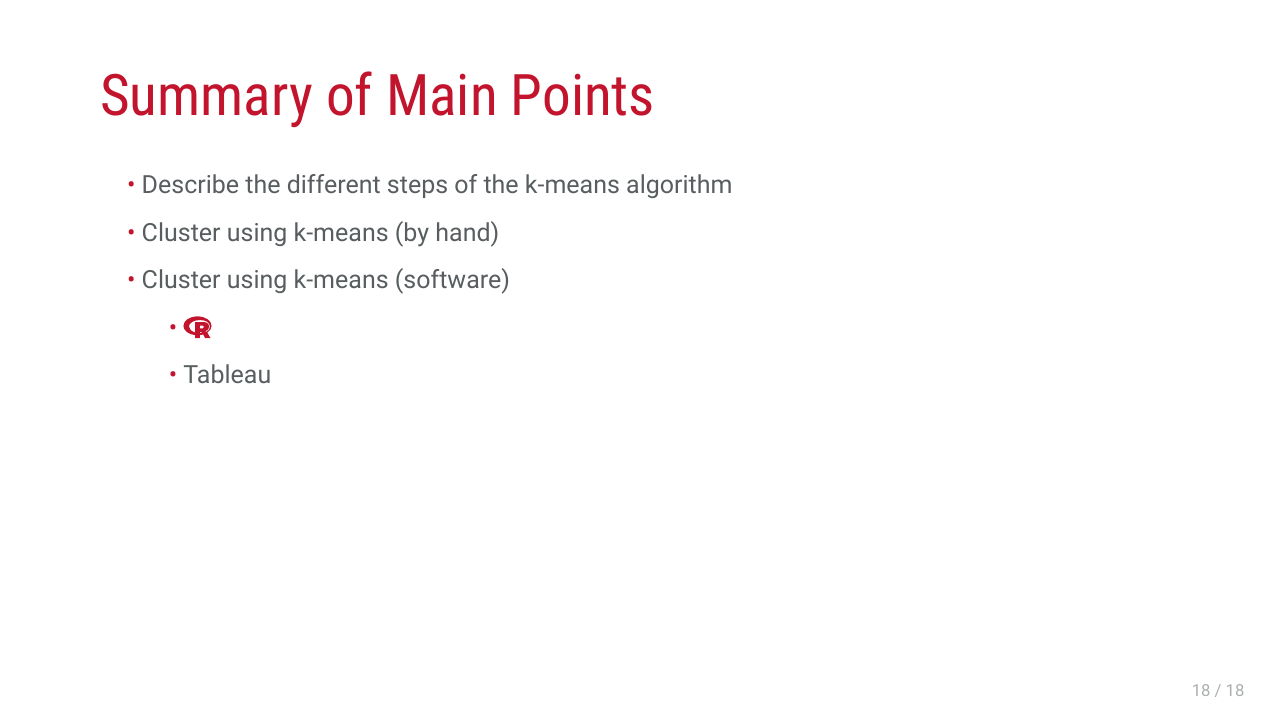 Summary of Main Points
• Describe the different steps of the k-means algorithm
• Cluster using k-means (by hand)
• Cluster using k-means (software)
• R
• Tableau
18 / 18